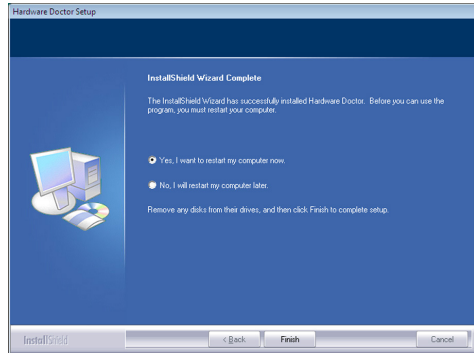 Hardware Doctor Setup
InstallShield Wizard Complete
The InstallShield Wizard has successfully installed Hardware Doctor. Before you can use the
program, you must restart your computer.
Yes, I want to restart my computer now.
No, I will restart my computer later.
Remove any disks from their drives, and then click Finish to complete setup.
InstallShield
< Back
Finish
Cancel